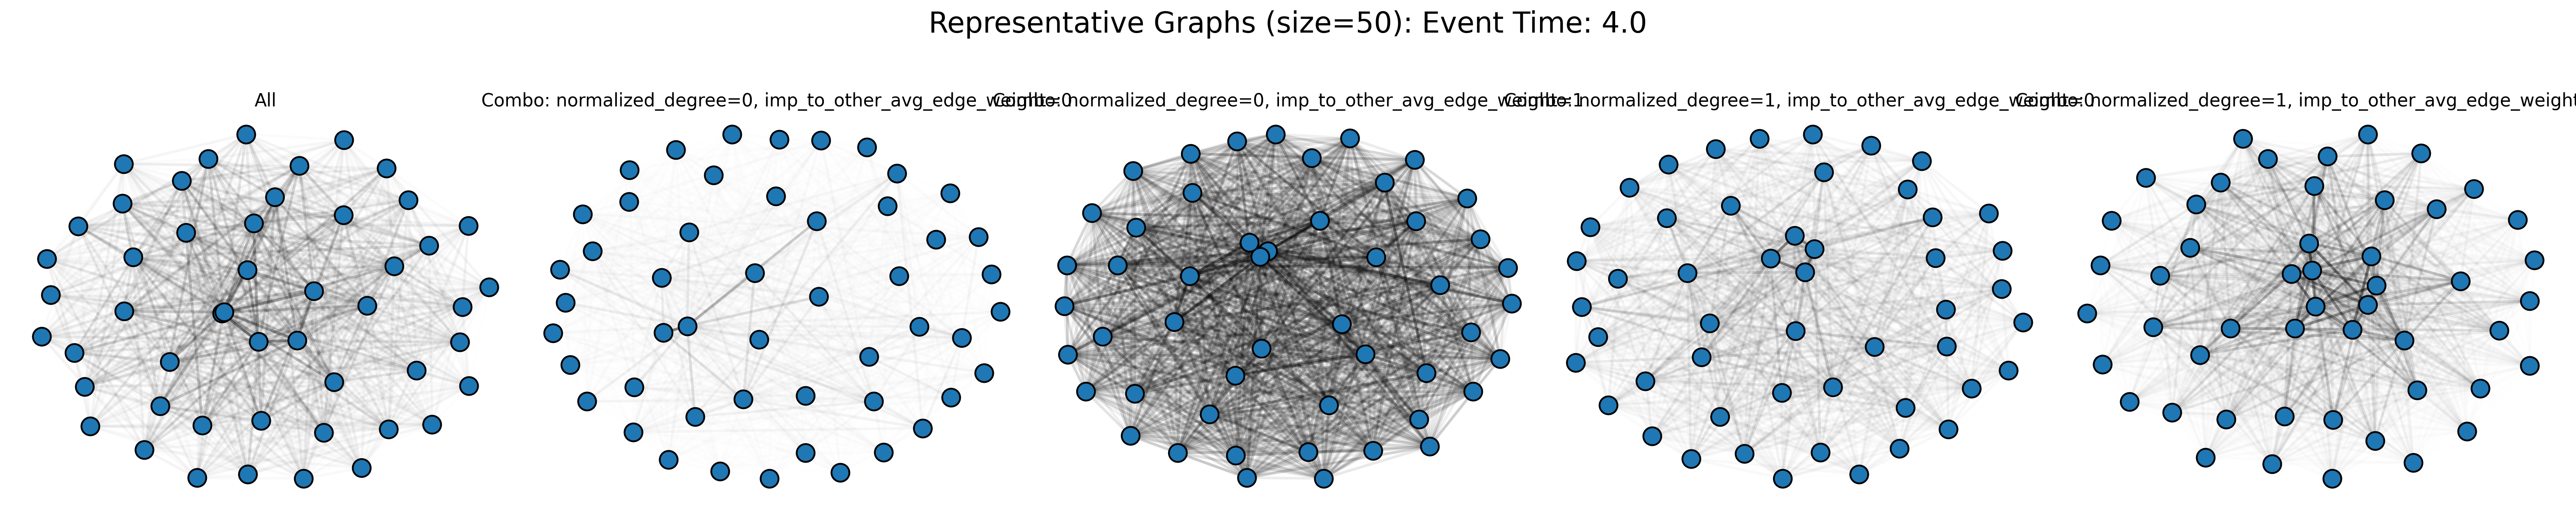 Representative Graphs (size=50): Event Time: 4.0
All
Combo: normalized_degree=0, imp_to_other_avg_edge_weight=0
Combo: normalized_degree=0, imp_to_other_avg_edge_weight=1
Combo: normalized_degree=1, imp_to_other_avg_edge_weight=0
Combo: normalized_degree=1, imp_to_other_avg_edge_weight